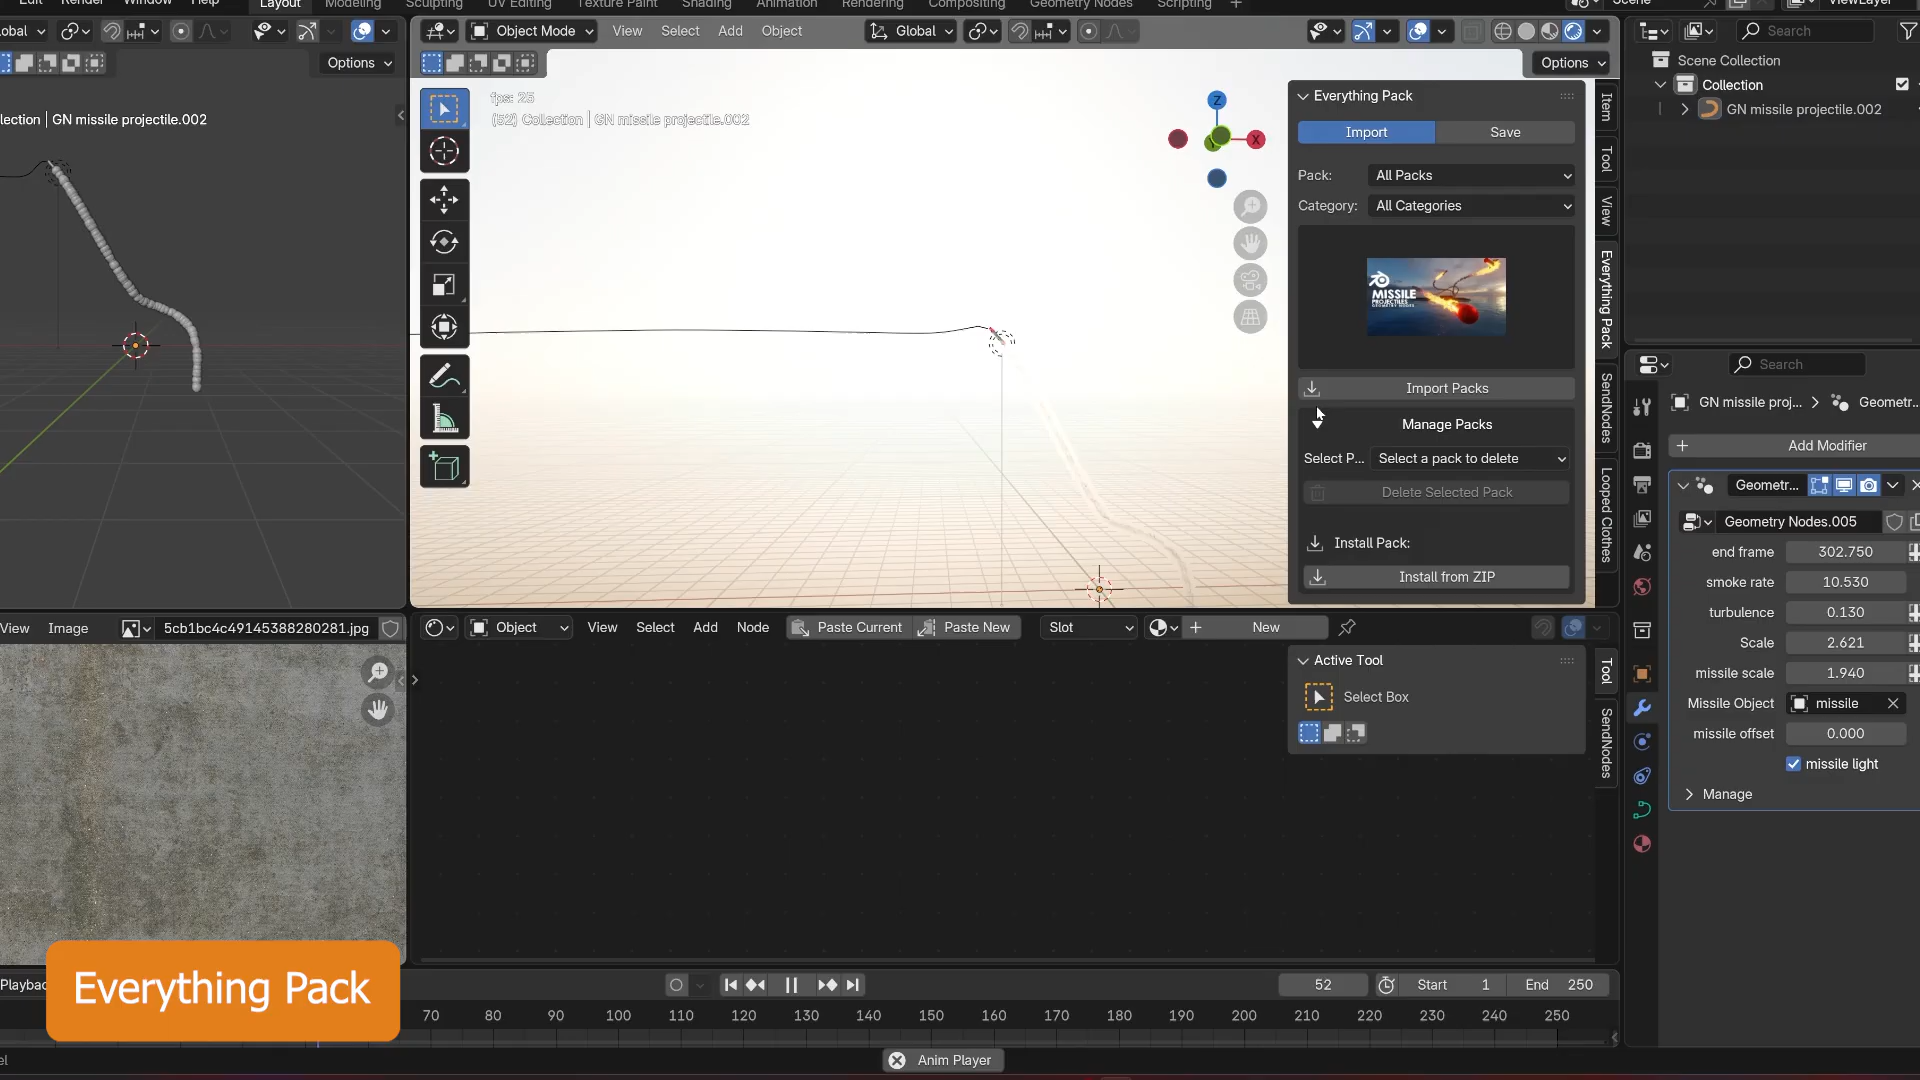 Edit Render Window Help Layout Modeling Sculpting UV Editing Texture Paint Shading Animation Rendering Compositing Geometry Nodes Scripting + Scene ViewLayer
Object Mode View Select Add Object Global
Search
Options
Options
Scene Collection
Collection
GN missile projectile.002
lection | GN missile projectile.002
fps: 25
(52) Collection | GN missile projectile.002
Z
X
Everything Pack
Import Save
Pack: All Packs
Category: All Categories
MISSILE
PROJECTILES
Import Packs
Manage Packs
Select P... Select a pack to delete
Delete Selected Pack
Install Pack:
Install from ZIP
Item
Tool
View
Everything Pack
SendNodes
Looped Clothes
Search
GN missile proj... Geometr...
Add Modifier
Geometr...
Geometry Nodes.005
end frame 302.750
smoke rate 10.530
turbulence 0.130
Scale 2.621
missile scale 1.940
Missile Object missile
missile offset 0.000
missile light
Manage
View Image 5cb1bc4c49145388280281.jpg
Object View Select Add Node Paste Current Paste New Slot New
Active Tool
Select Box
Tool
SendNodes
Everything Pack
52 Start 1 End 250
70 80 90 100 110 120 130 140 150 160 170 180 190 200 210 220 230 240 250
Anim Player